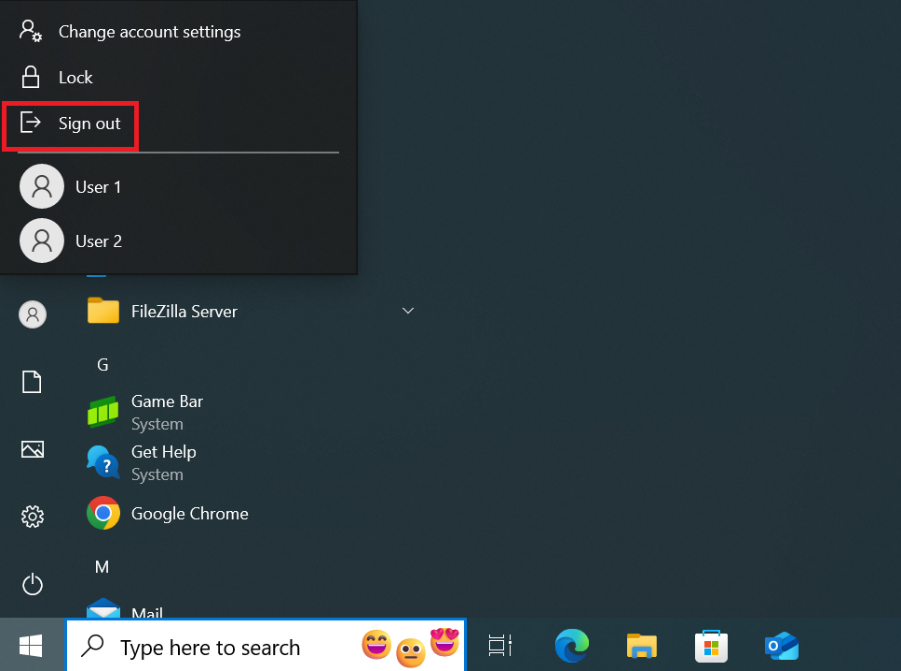 Change account settings
Lock
Sign out
User 1
User 2
FileZilla Server
G
Game Bar
System
Get Help
System
Google Chrome
M
Mail
Type here to search